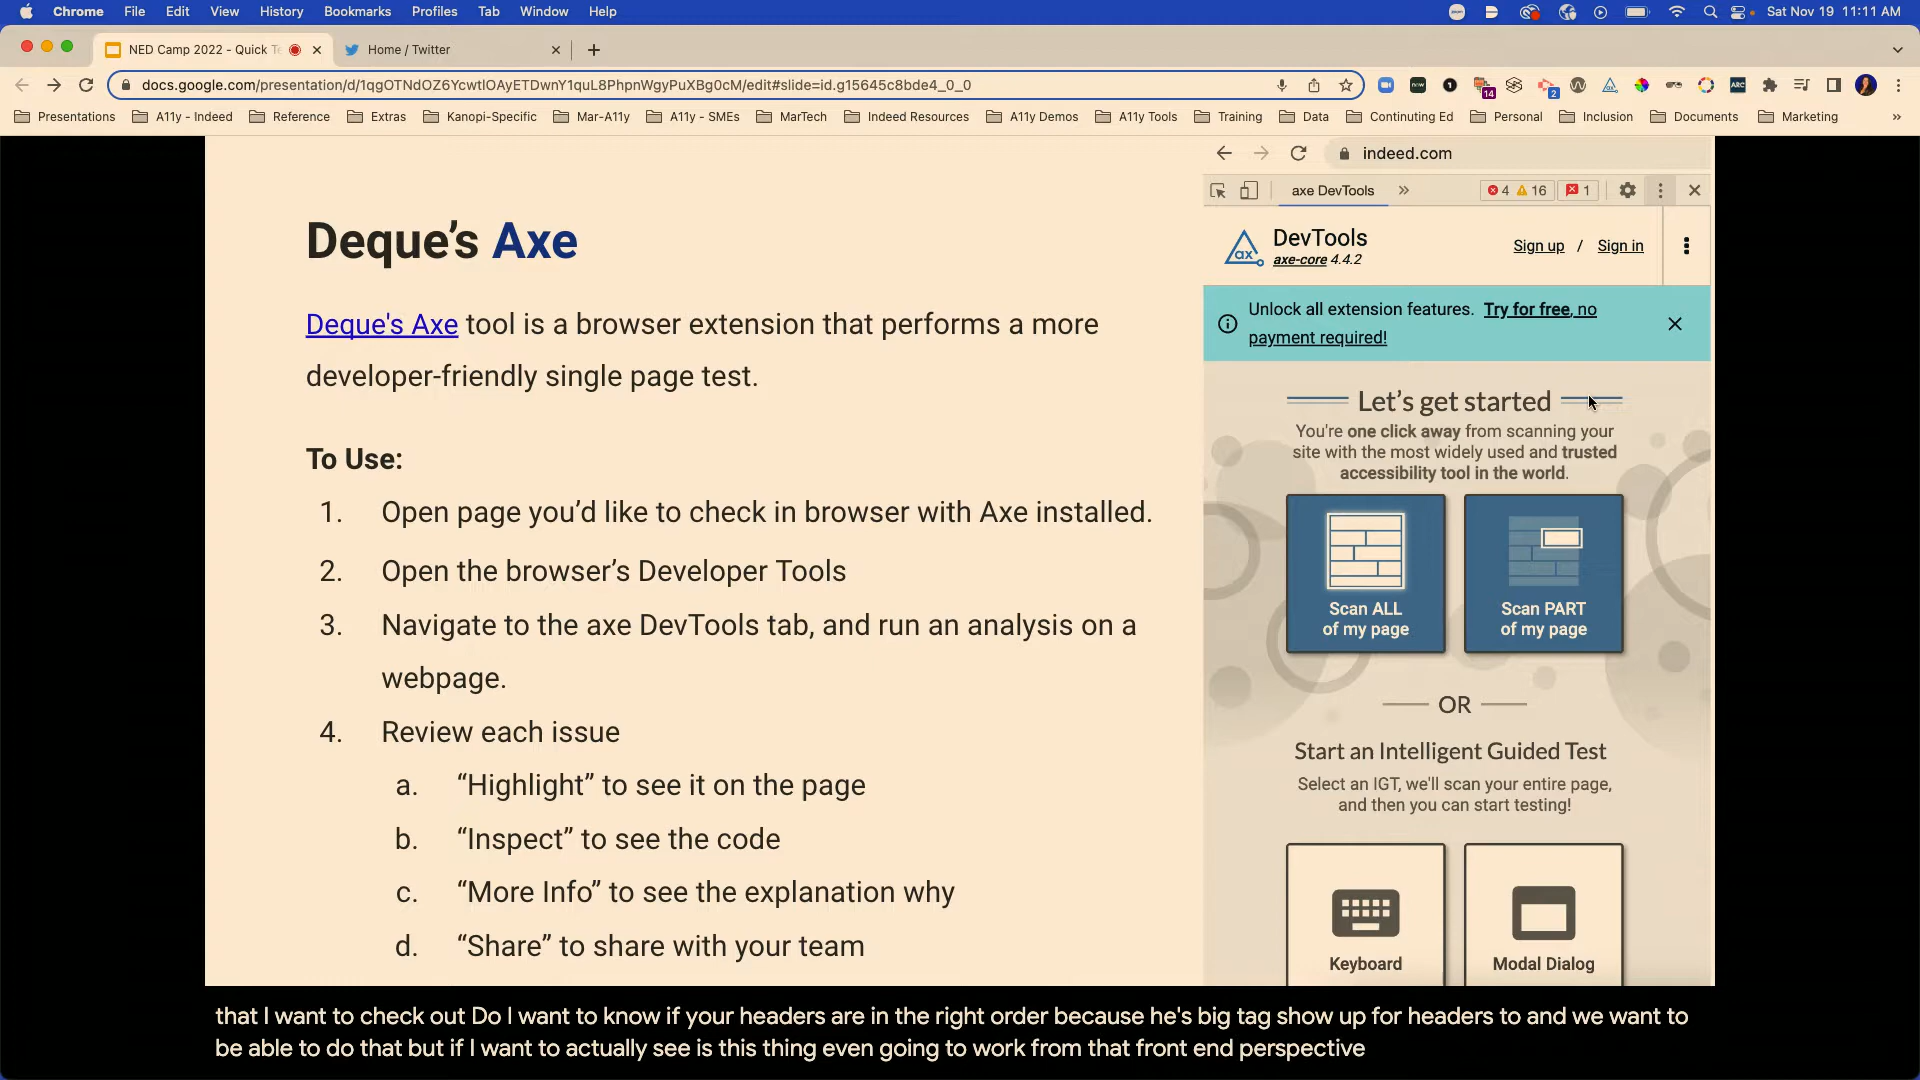 Chrome File Edit View History Bookmarks Profiles Tab Window Help
zoom
Sat Nov 19 11:11 AM
NED Camp 2022 - Quick Te
Home / Twitter
docs.google.com/presentation/d/1qgOTNdOZ6YcwtlOAyETDwnY1quL8PhpnWgyPuXBg0cM/edit#slide=id.g15645c8bde4_0_0
14
2
ARC
Presentations A11y - Indeed Reference Extras Kanopi-Specific Mar-A11y A11y - SMEs MarTech Indeed Resources A11y Demos A11y Tools Training Data Continuting Ed Personal Inclusion Documents Marketing »
Deque’s Axe
Deque's Axe tool is a browser extension that performs a more
developer-friendly single page test.
To Use:
1. Open page you’d like to check in browser with Axe installed.
2. Open the browser’s Developer Tools
3. Navigate to the axe DevTools tab, and run an analysis on a
webpage.
4. Review each issue
a. “Highlight” to see it on the page
b. “Inspect” to see the code
c. “More Info” to see the explanation why
d. “Share” to share with your team
indeed.com
axe DevTools » 4 16 1
ax
DevTools
axe-core 4.4.2
Sign up / Sign in
Unlock all extension features. Try for free, no
payment required!
Let’s get started
You're one click away from scanning your
site with the most widely used and trusted
accessibility tool in the world.
Scan ALL
of my page
Scan PART
of my page
OR
Start an Intelligent Guided Test
Select an IGT, we'll scan your entire page,
and then you can start testing!
Keyboard
Modal Dialog
that I want to check out Do I want to know if your headers are in the right order because he's big tag show up for headers to and we want to
be able to do that but if I want to actually see is this thing even going to work from that front end perspective